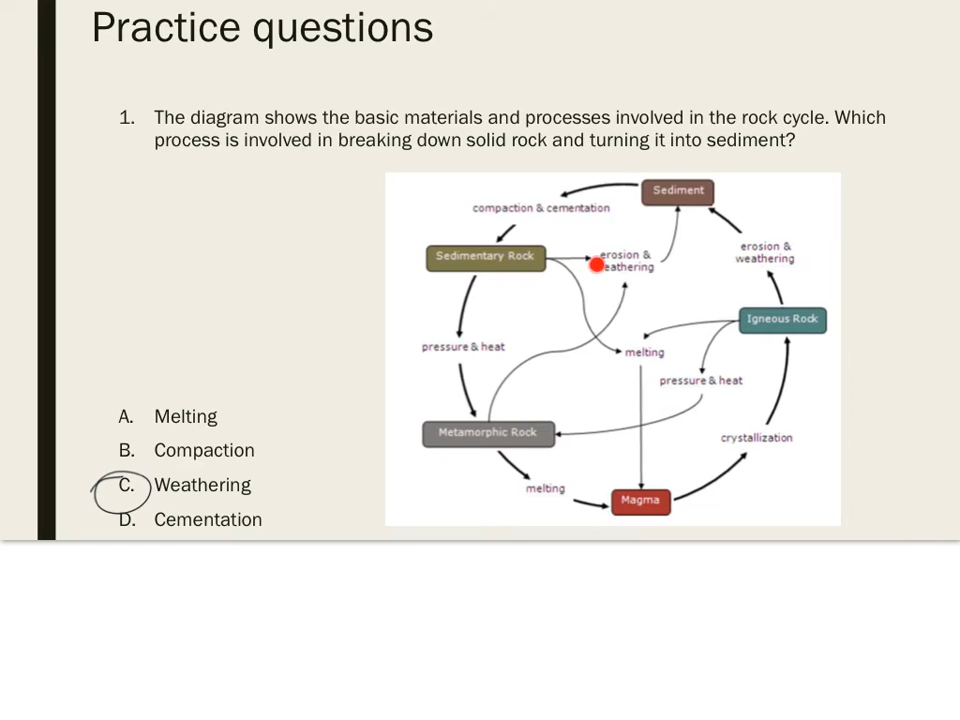 Practice questions
1. The diagram shows the basic materials and processes involved in the rock cycle. Which
process is involved in breaking down solid rock and turning it into sediment?
Sediment
compaction & cementation
Sedimentary Rock
erosion &
eathering
erosion &
weathering
Igneous Rock
pressure & heat
melting
pressure & heat
Metamorphic Rock
crystallization
melting
Magma
A. Melting
B. Compaction
C. Weathering
D. Cementation